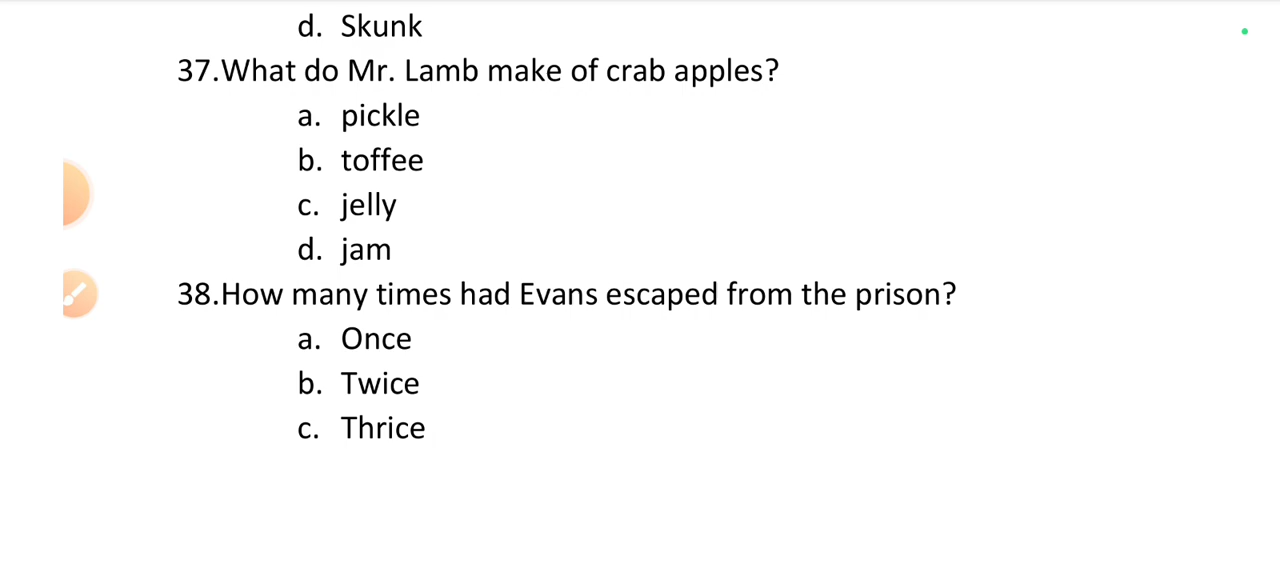 d. Skunk
37.What do Mr. Lamb make of crab apples?
a. pickle
b. toffee
c. jelly
d. jam
38.How many times had Evans escaped from the prison?
a. Once
b. Twice
c. Thrice